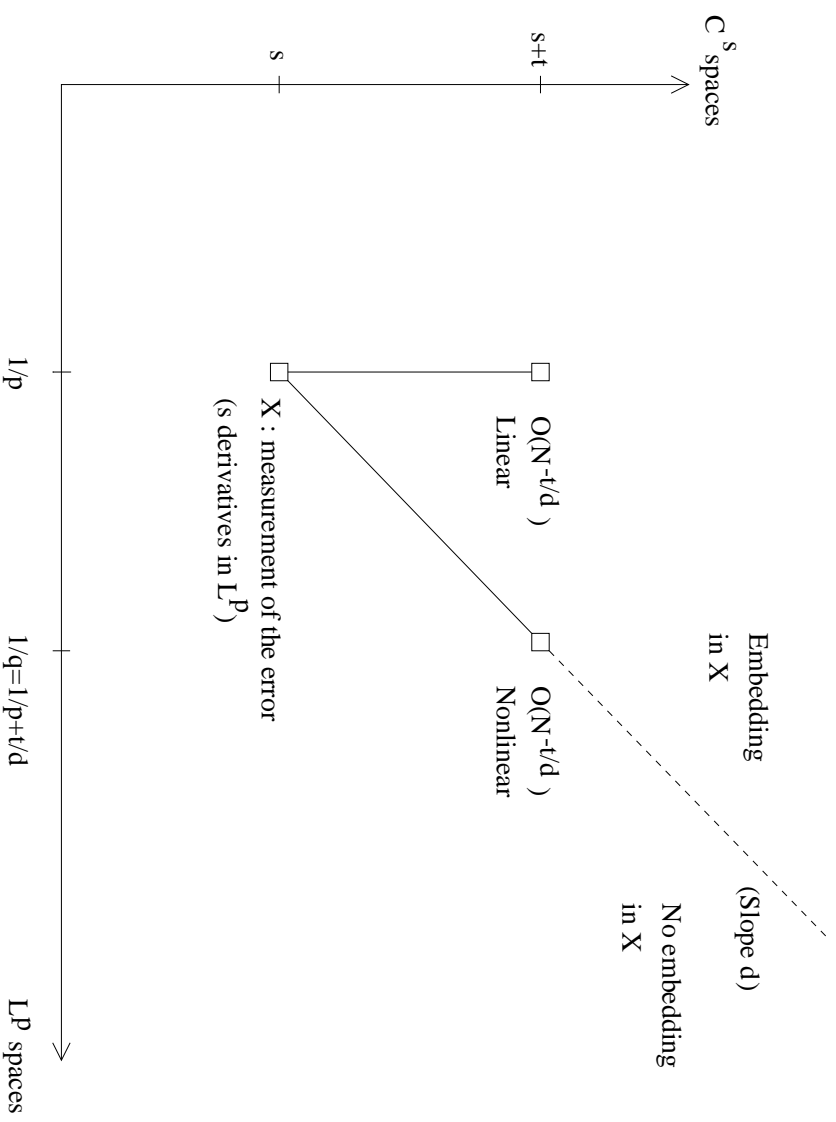 C^s spaces
s+t
s
O(N^-t/d)
Linear
X : measurement of the error
(s derivatives in L^p)
Embedding
in X
O(N^-t/d)
Nonlinear
(Slope d)
No embedding
in X
1/p
1/q=1/p+t/d
L^p spaces